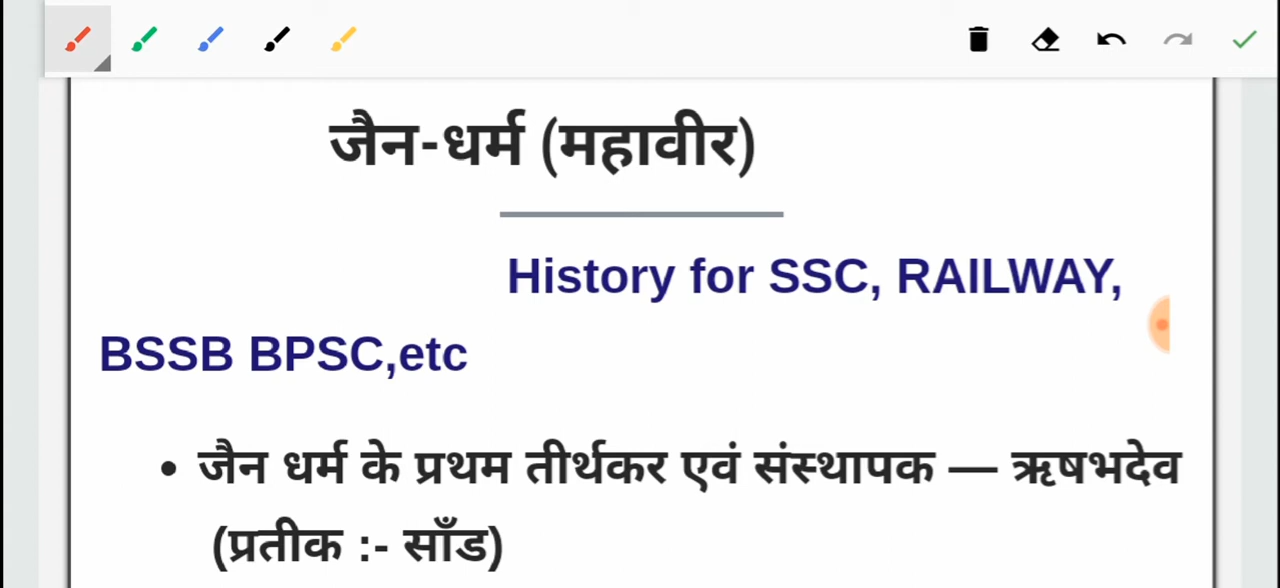 जैन-धर्म (महावीर)
History for SSC, RAILWAY,
BSSB BPSC,etc
• जैन धर्म के प्रथम तीर्थकर एवं संस्थापक — ऋषभदेव
(प्रतीक :- साँड)